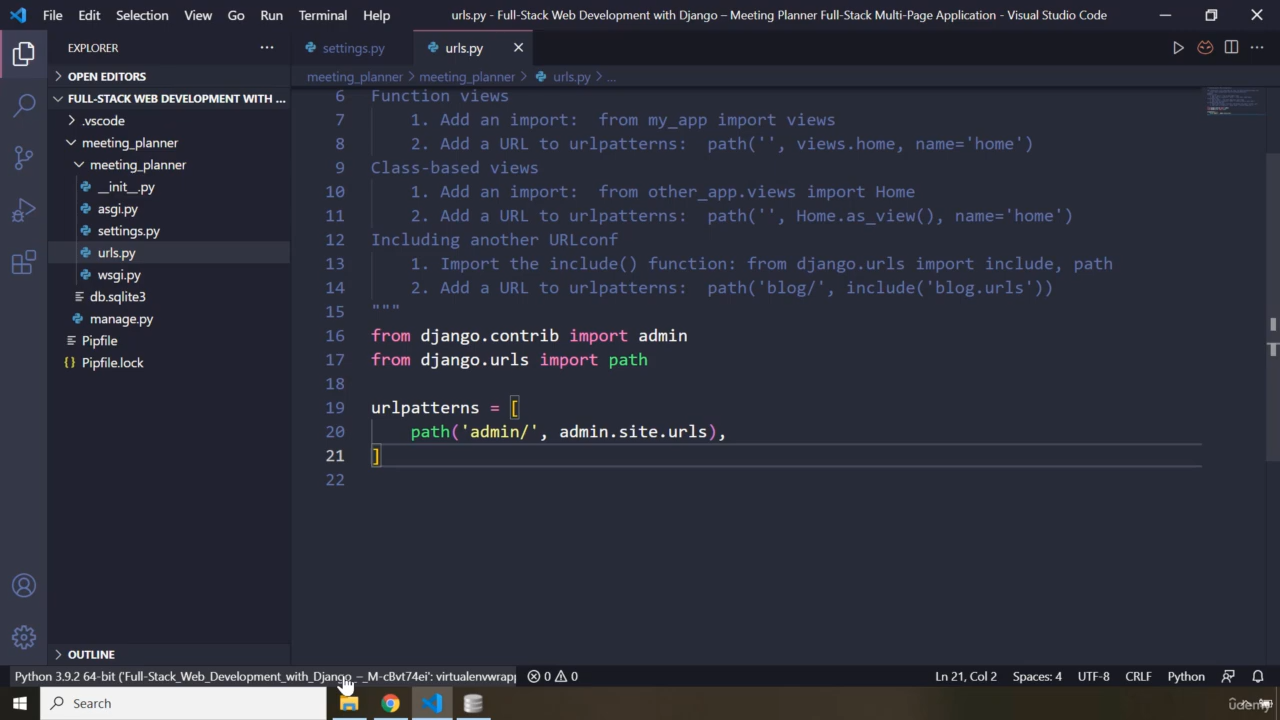 File Edit Selection View Go Run Terminal Help urls.py - Full-Stack Web Development with Django – Meeting Planner Full-Stack Multi-Page Application - Visual Studio Code
EXPLORER
settings.py urls.py
OPEN EDITORS
meeting_planner > meeting_planner > urls.py > ...
FULL-STACK WEB DEVELOPMENT WITH ...
.vscode
meeting_planner
meeting_planner
__init__.py
asgi.py
settings.py
urls.py
wsgi.py
db.sqlite3
manage.py
Pipfile
{} Pipfile.lock
6 Function views
7 1. Add an import: from my_app import views
8 2. Add a URL to urlpatterns: path('', views.home, name='home')
9 Class-based views
10 1. Add an import: from other_app.views import Home
11 2. Add a URL to urlpatterns: path('', Home.as_view(), name='home')
12 Including another URLconf
13 1. Import the include() function: from django.urls import include, path
14 2. Add a URL to urlpatterns: path('blog/', include('blog.urls'))
15 """
16 from django.contrib import admin
17 from django.urls import path
18
19 urlpatterns = [
20 path('admin/', admin.site.urls),
21 ]
22
OUTLINE
Python 3.9.2 64-bit ('Full-Stack_Web_Development_with_Django_–_M-cBvt74ei': virtualenvwrapp 0 0 Ln 21, Col 2 Spaces: 4 UTF-8 CRLF Python
Search
udemy